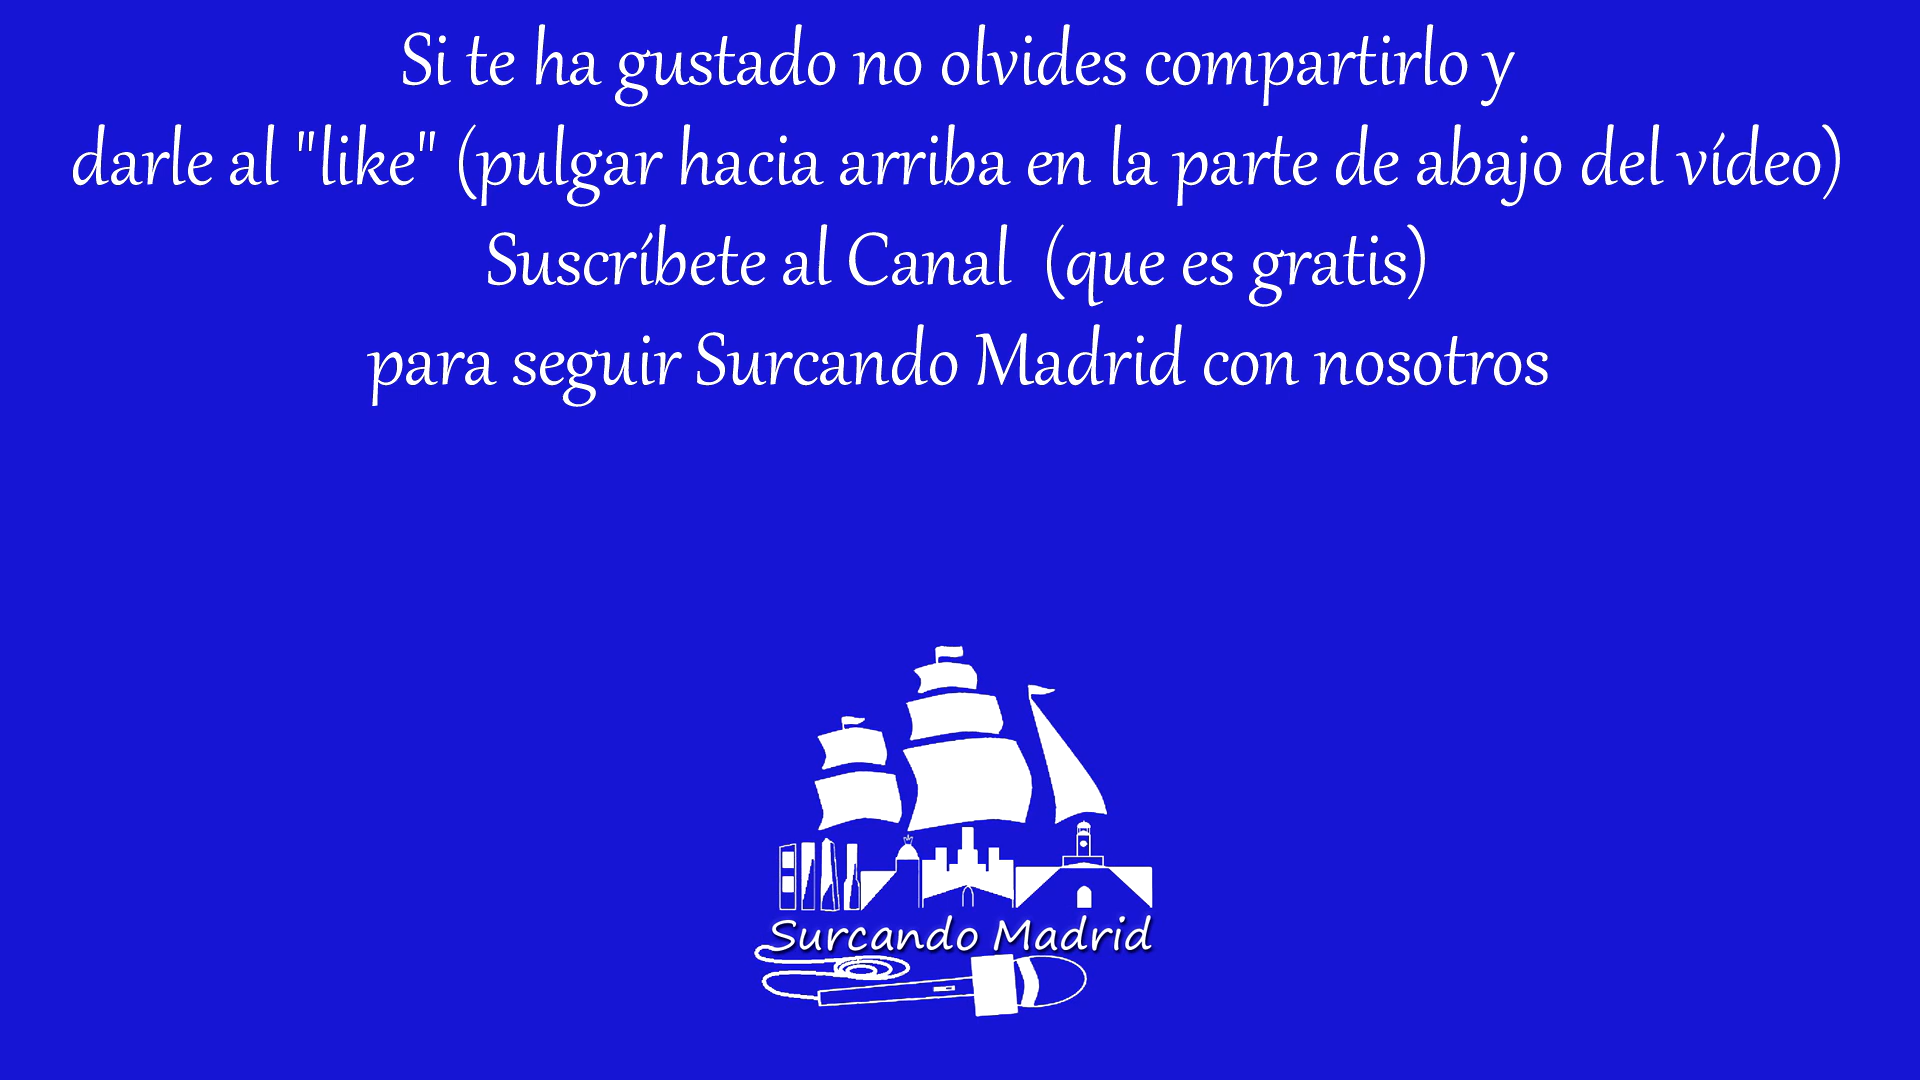 Si te ha gustado no olvides compartirlo y
darle al "like" (pulgar hacia arriba en la parte de abajo del vídeo)
Suscríbete al Canal (que es gratis)
para seguir Surcando Madrid con nosotros
Surcando Madrid